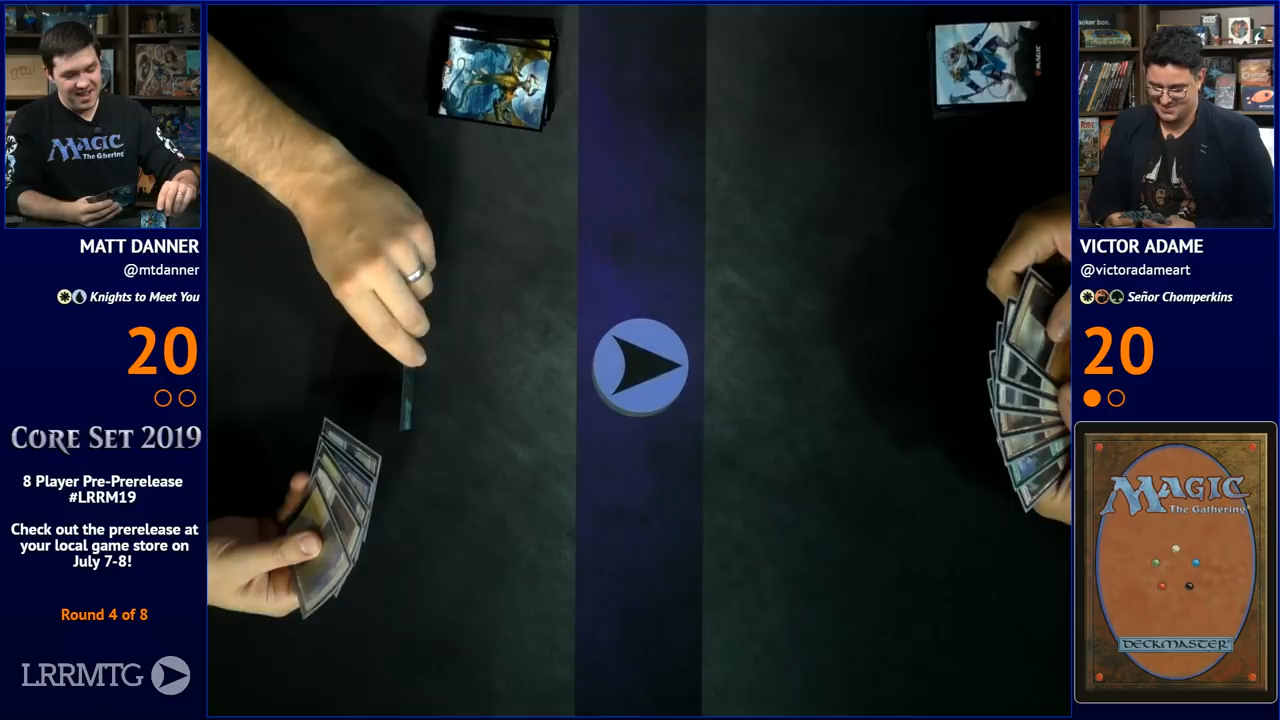 MATT DANNER
@mtdanner
Knights to Meet You
20
CORE SET 2019
8 Player Pre-Prerelease
#LRRM19
Check out the prerelease at
your local game store on
July 7-8!
Round 4 of 8
LRRMTG
MAGIC
The Gathering
MAGIC
VICTOR ADAME
@victoradameart
Señor Chomperkins
20
MAGIC
The Gathering
DECKMASTER